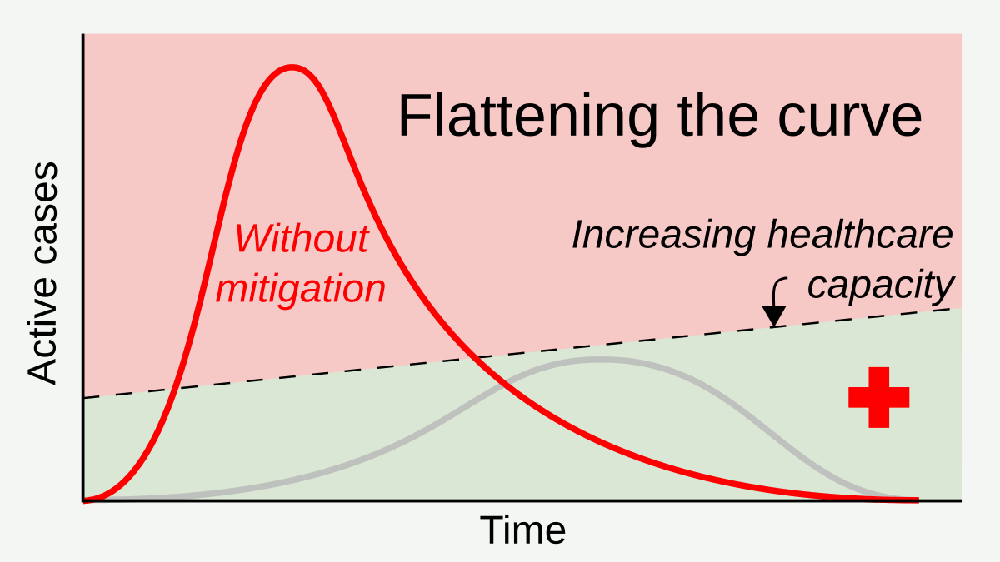 Flattening the curve
Without
mitigation
Increasing healthcare
capacity
Active cases
Time